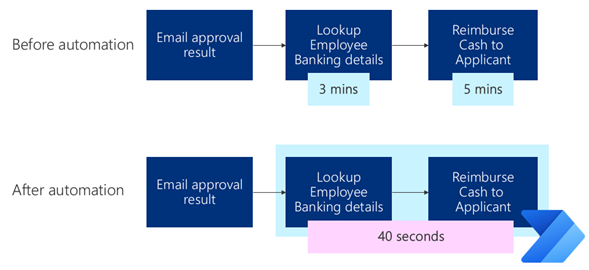 Before automation
Email approval
result
Lookup
Employee
Banking details
3 mins
Reimburse
Cash to
Applicant
5 mins
After automation
Email approval
result
Lookup
Employee
Banking details
Reimburse
Cash to
Applicant
40 seconds